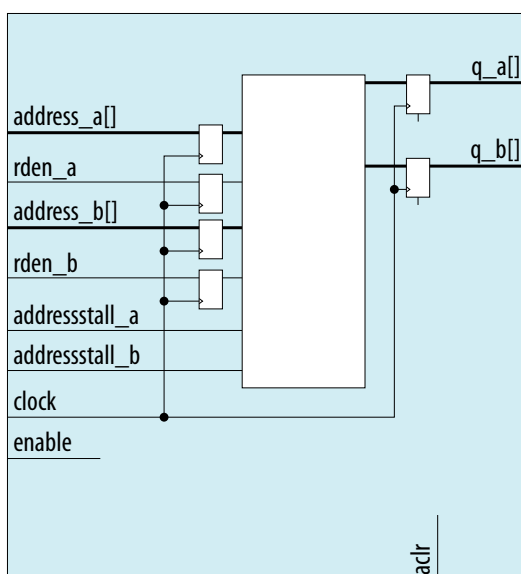 address_a[]
rden_a
address_b[]
rden_b
addressstall_a
addressstall_b
clock
enable
q_a[]
q_b[]
aclr